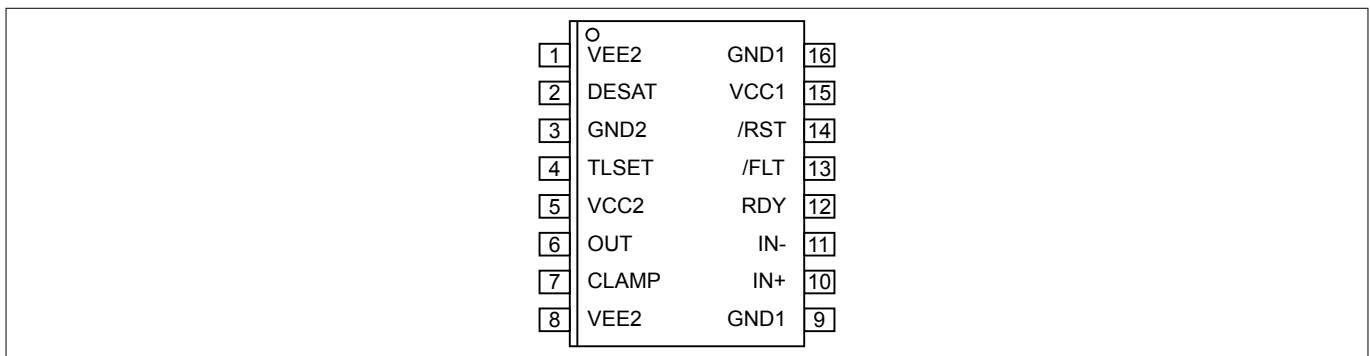 1 VEE2 GND1 16
2 DESAT VCC1 15
3 GND2 /RST 14
4 TLSET /FLT 13
5 VCC2 RDY 12
6 OUT IN- 11
7 CLAMP IN+ 10
8 VEE2 GND1 9